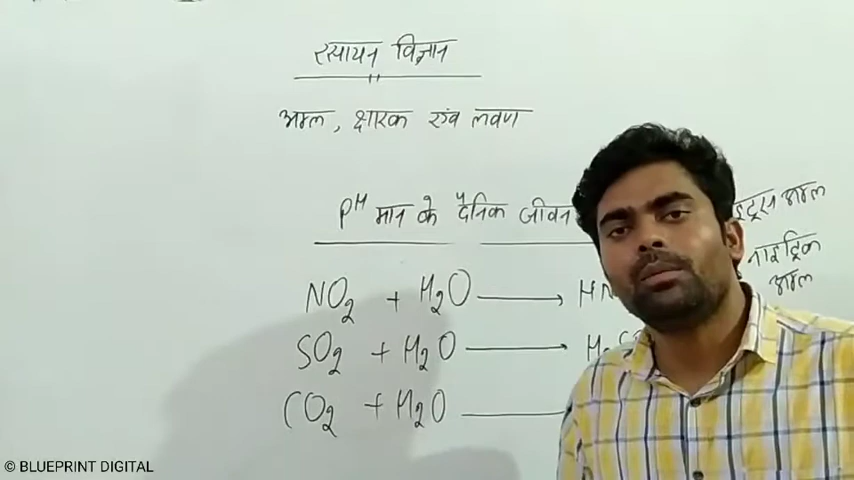 रसायन विज्ञान
अम्ल, क्षारक एवं लवण
PH मान के दैनिक जीवन
NO2 + H2O → HN
SO2 + H2O → H2S
CO2 + H2O →
अम्ल
नाइट्रिक
अम्ल
© BLUEPRINT DIGITAL